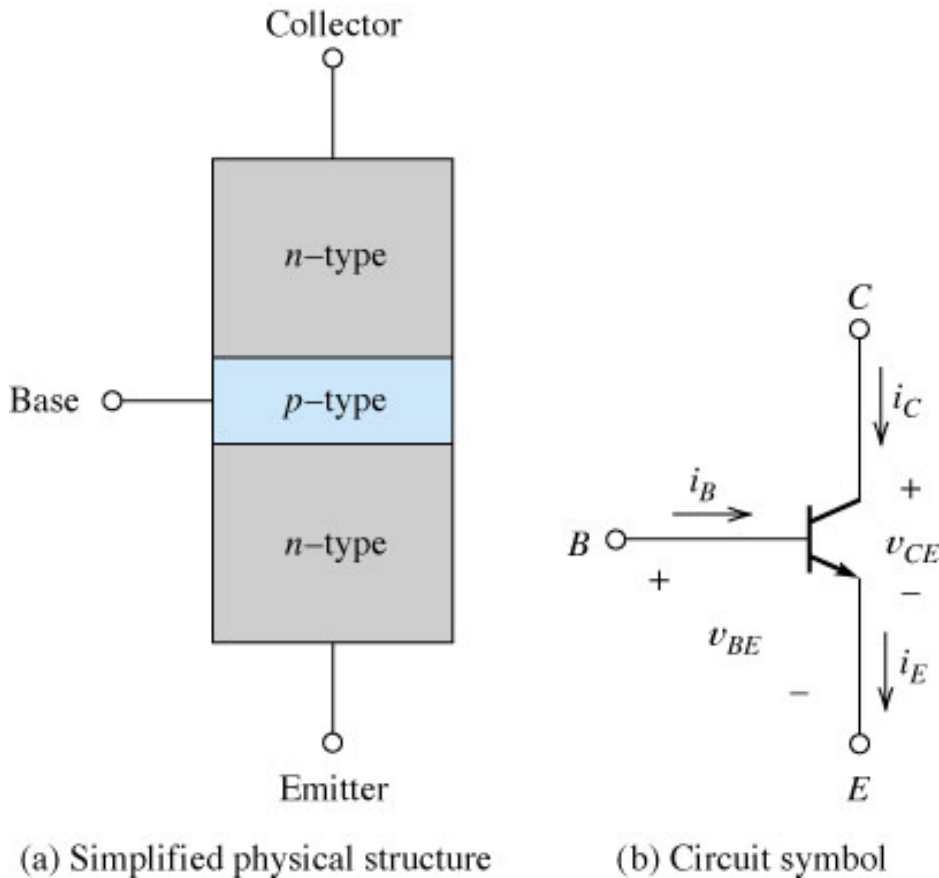 Collector
n–type
Base
p–type
n–type
Emitter
(a) Simplified physical structure
C
i_C
i_B
+
B
v_CE
+
–
v_BE
i_E
–
E
(b) Circuit symbol